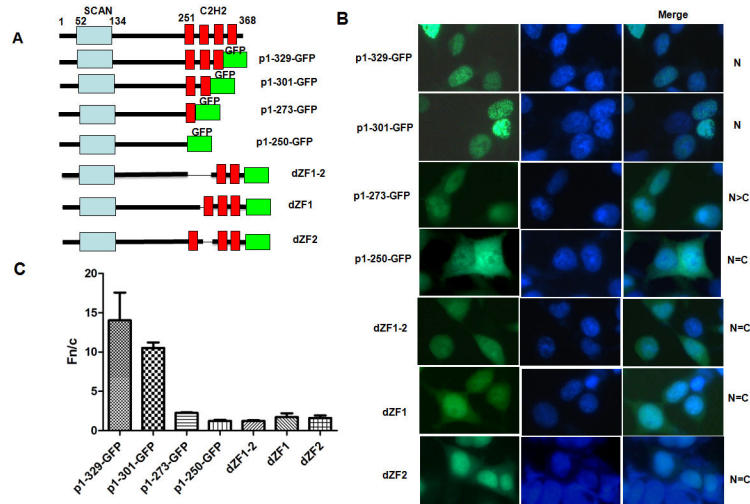 A
SCAN
C2H2
1 52 134 251 368
GFP
p1-329-GFP
GFP
p1-301-GFP
GFP
p1-273-GFP
GFP
p1-250-GFP
dZF1-2
dZF1
dZF2
B
Merge
p1-329-GFP N
p1-301-GFP N
p1-273-GFP N>C
p1-250-GFP N=C
dZF1-2 N=C
dZF1 N=C
dZF2 N=C
C
Fn/c
20
15
10
5
0
p1-329-GFP
p1-301-GFP
p1-273-GFP
p1-250-GFP
dZF1-2
dZF1
dZF2